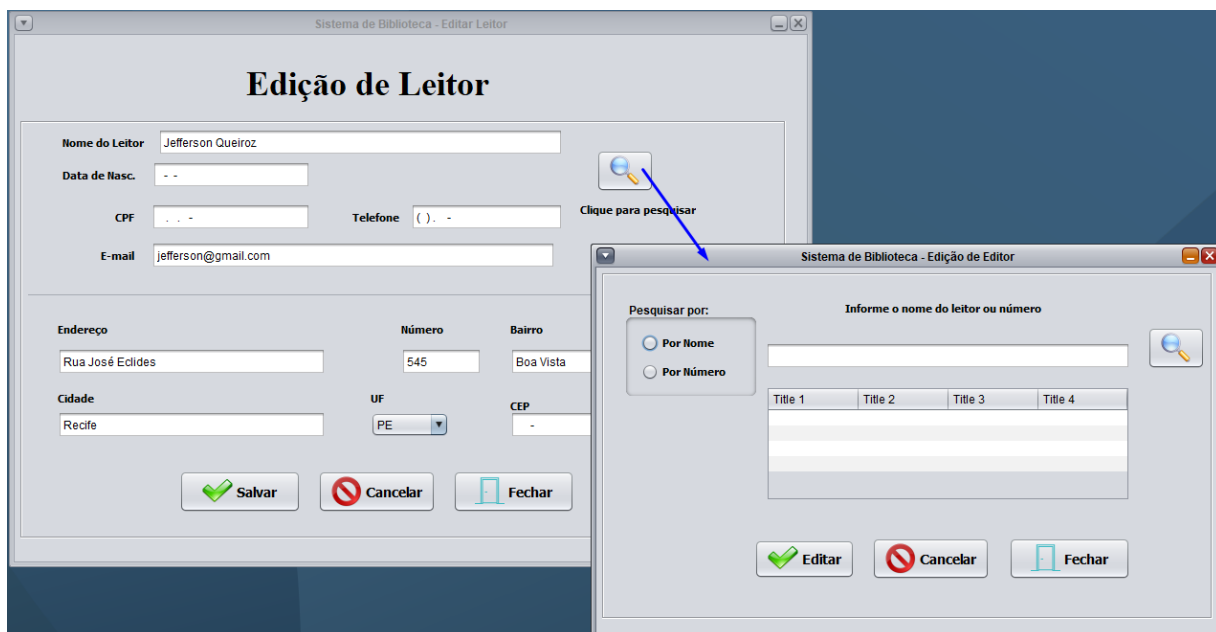 Sistema de Biblioteca - Editar Leitor
Edição de Leitor
Nome do Leitor Jefferson Queiroz
Data de Nasc. - -
CPF . . - Telefone ( ). -
Clique para pesquisar
E-mail jefferson@gmail.com
Endereço Número Bairro
Rua José Eclides 545 Boa Vista
Cidade UF CEP
Recife PE -
Salvar Cancelar Fechar
Sistema de Biblioteca - Edição de Editor
Pesquisar por: Informe o nome do leitor ou número
Por Nome
Por Número
Title 1 Title 2 Title 3 Title 4
Editar Cancelar Fechar